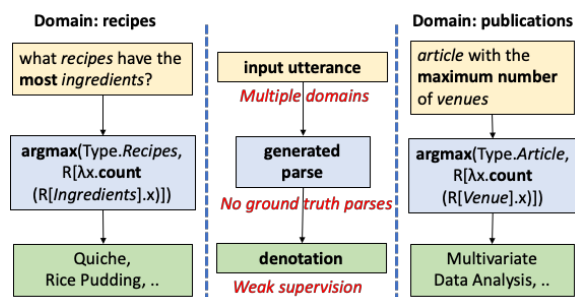 Domain: recipes
what recipes have the
most ingredients?
argmax(Type.Recipes,
R[λx.count
(R[Ingredients].x)])
Quiche,
Rice Pudding, ..
input utterance
Multiple domains
generated
parse
No ground truth parses
denotation
Weak supervision
Domain: publications
article with the
maximum number
of venues
argmax(Type.Article,
R[λx.count
(R[Venue].x)])
Multivariate
Data Analysis, ..